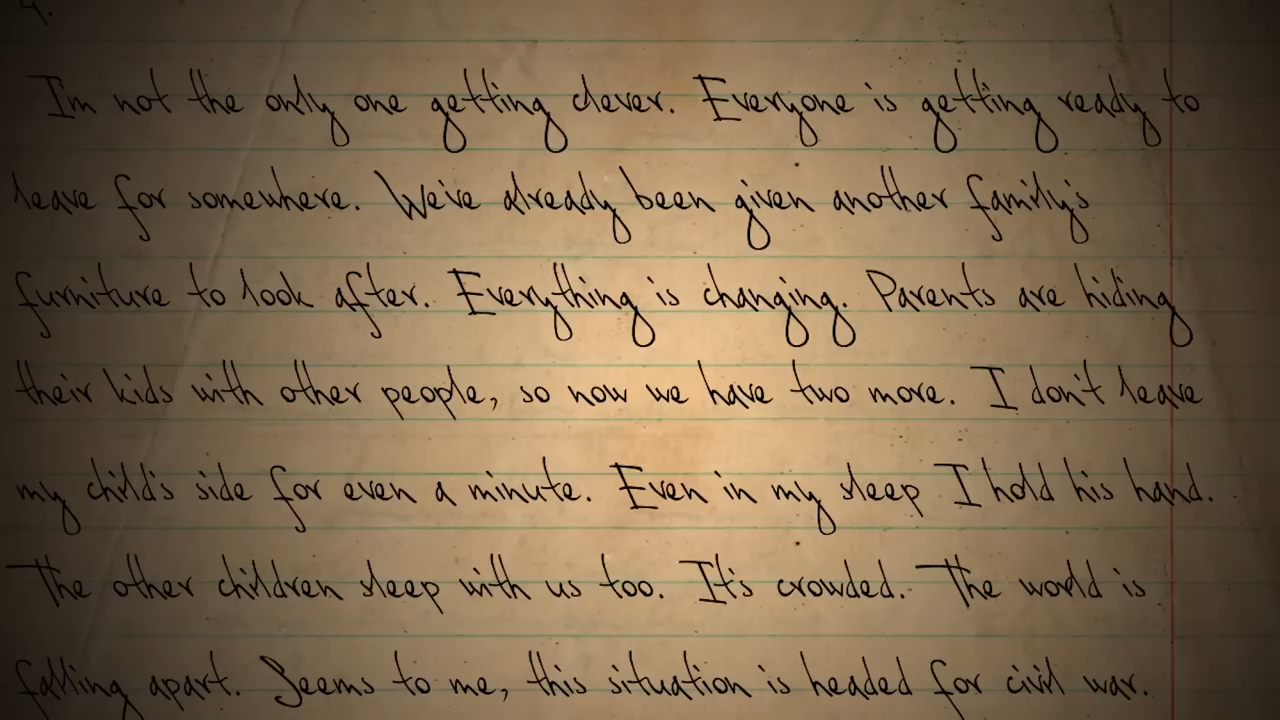 I'm not the only one getting clever. Everyone is getting ready to
leave for somewhere. We've already been given another family's
furniture to look after. Everything is changing. Parents are hiding
their kids with other people, so now we have two more. I don't leave
my child's side for even a minute. Even in my sleep I hold his hand.
The other children sleep with us too. It's crowded. The world is
falling apart. Seems to me, this situation is headed for civil war.